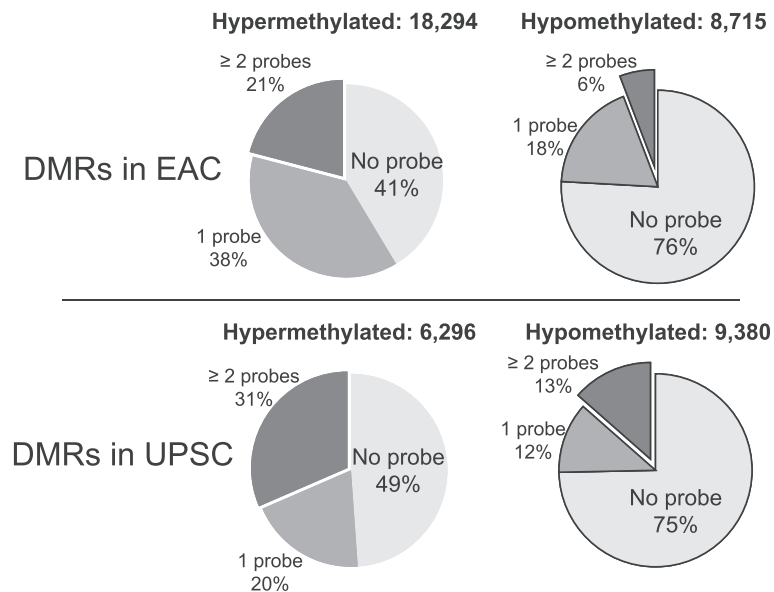 Hypermethylated: 18,294
Hypomethylated: 8,715
≥ 2 probes
21%
≥ 2 probes
6%
1 probe
18%
DMRs in EAC
No probe
41%
1 probe
38%
No probe
76%
Hypermethylated: 6,296
Hypomethylated: 9,380
≥ 2 probes
31%
≥ 2 probes
13%
1 probe
12%
DMRs in UPSC
No probe
49%
No probe
75%
1 probe
20%